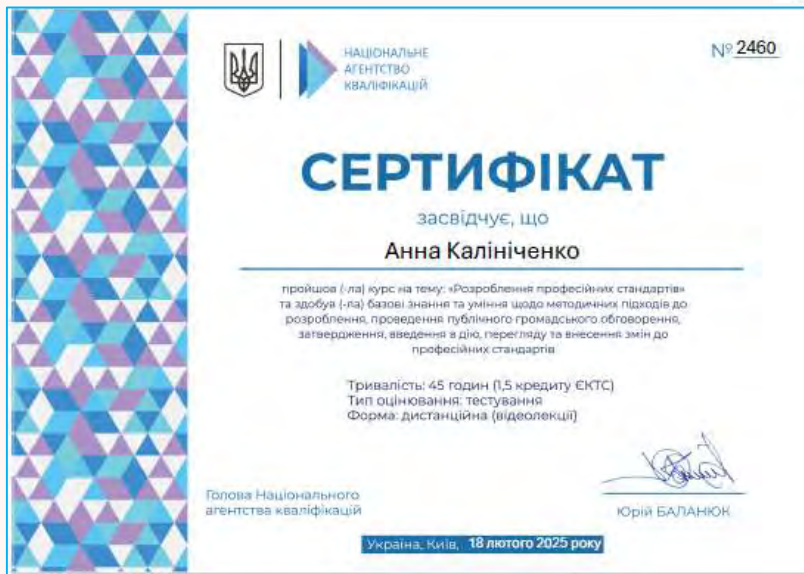 НАЦІОНАЛЬНЕ
АГЕНТСТВО
КВАЛІФІКАЦІЙ
№ 2460
СЕРТИФІКАТ
засвідчує, що
Анна Калініченко
пройшов (-ла) курс на тему: «Розроблення професійних стандартів»
та здобув (-ла) базові знання та уміння щодо методичних підходів до
розроблення, проведення публічного громадського обговорення,
затвердження, введення в дію, перегляду та внесення змін до
професійних стандартів
Тривалість: 45 годин (1,5 кредиту ЄКТС)
Тип оцінювання: тестування
Форма: дистанційна (відеолекції)
Голова Національного
агентства кваліфікацій
Юрій БАЛАНЮК
Україна, Київ, 18 лютого 2025 року